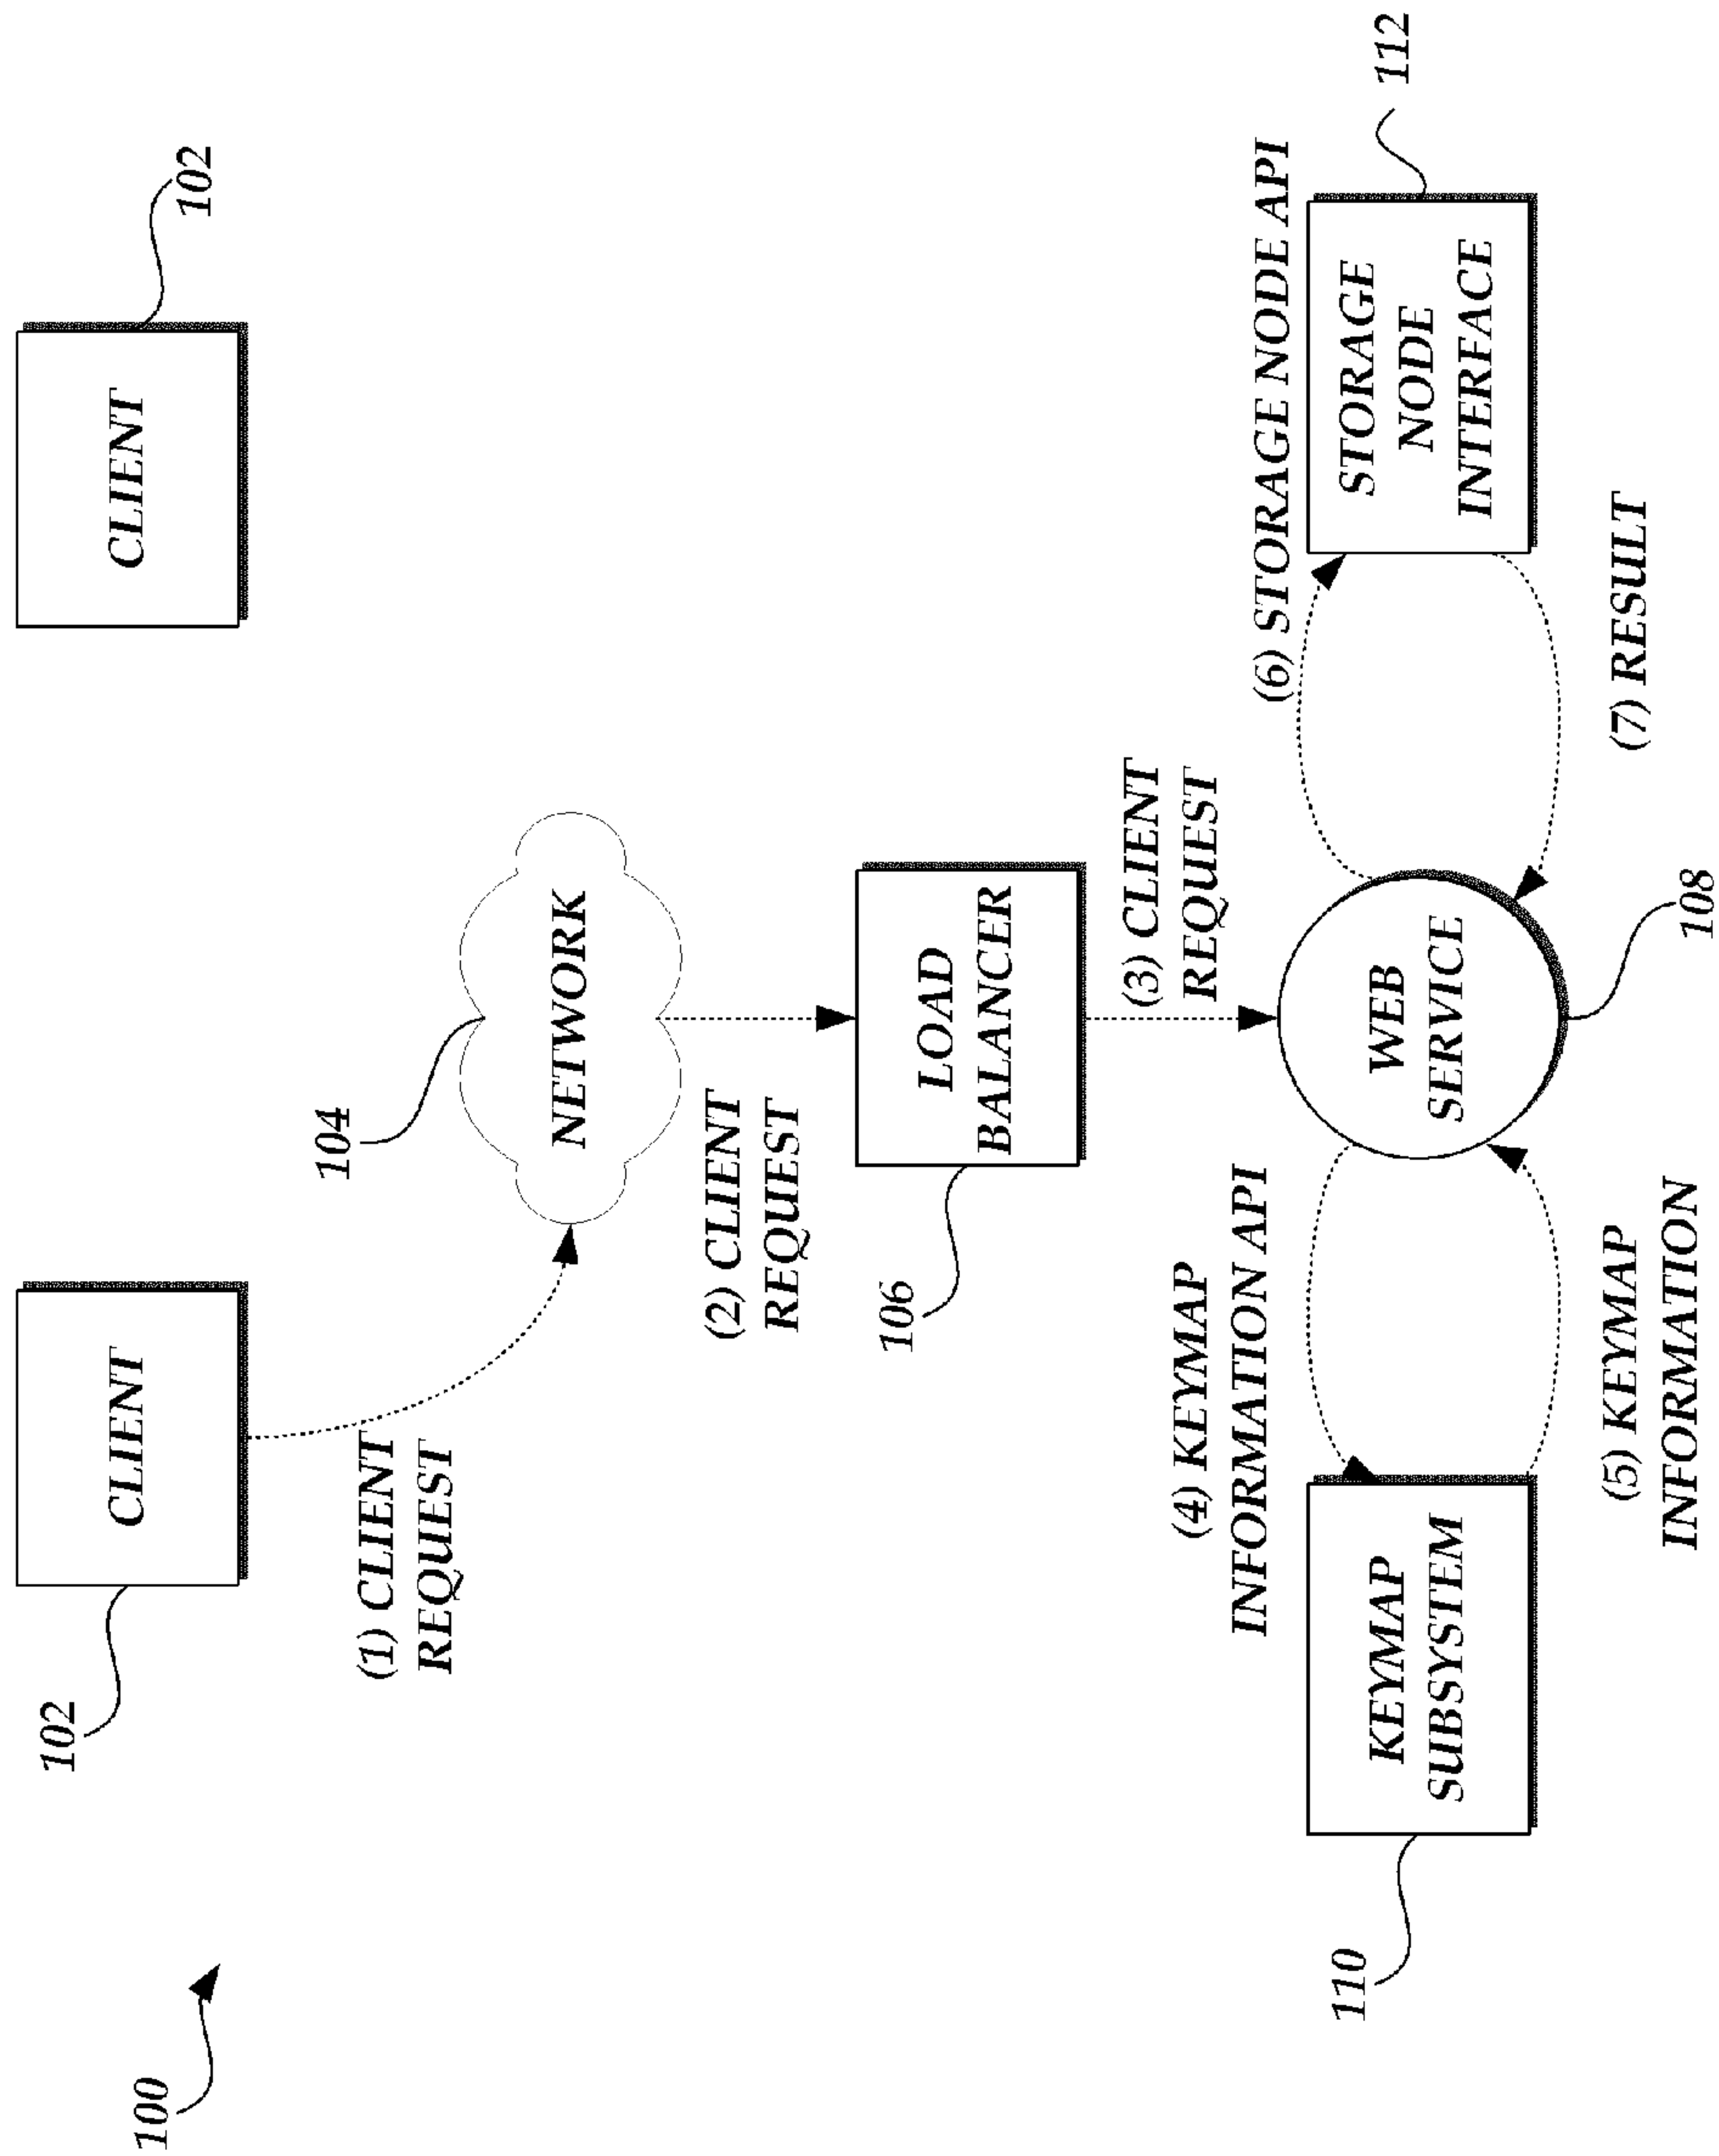 100
102
CLIENT
CLIENT
102
(1) CLIENT
REQUEST
104
NETWORK
(2) CLIENT
REQUEST
106
LOAD
BALANCER
(3) CLIENT
REQUEST
(4) KEYMAP
INFORMATION API
(6) STORAGE NODE API
110
KEYMAP
SUBSYSTEM
WEB
SERVICE
STORAGE
NODE
INTERFACE
112
(5) KEYMAP
INFORMATION
108
(7) RESULT